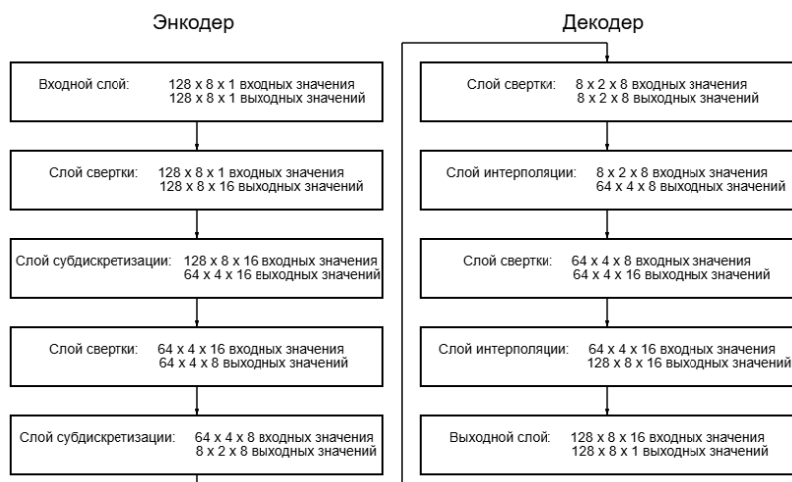 Энкодер
Входной слой: 128 x 8 x 1 входных значения
128 x 8 x 1 выходных значений
Слой свертки: 128 x 8 x 1 входных значения
128 x 8 x 16 выходных значений
Слой субдискретизации: 128 x 8 x 16 входных значения
64 x 4 x 16 выходных значений
Слой свертки: 64 x 4 x 16 входных значения
64 x 4 x 8 выходных значений
Слой субдискретизации: 64 x 4 x 8 входных значения
8 x 2 x 8 выходных значений
Декодер
Слой свертки: 8 x 2 x 8 входных значения
8 x 2 x 8 выходных значений
Слой интерполяции: 8 x 2 x 8 входных значения
64 x 4 x 8 выходных значений
Слой свертки: 64 x 4 x 8 входных значения
64 x 4 x 16 выходных значений
Слой интерполяции: 64 x 4 x 16 входных значения
128 x 8 x 16 выходных значений
Выходной слой: 128 x 8 x 16 входных значения
128 x 8 x 1 выходных значений